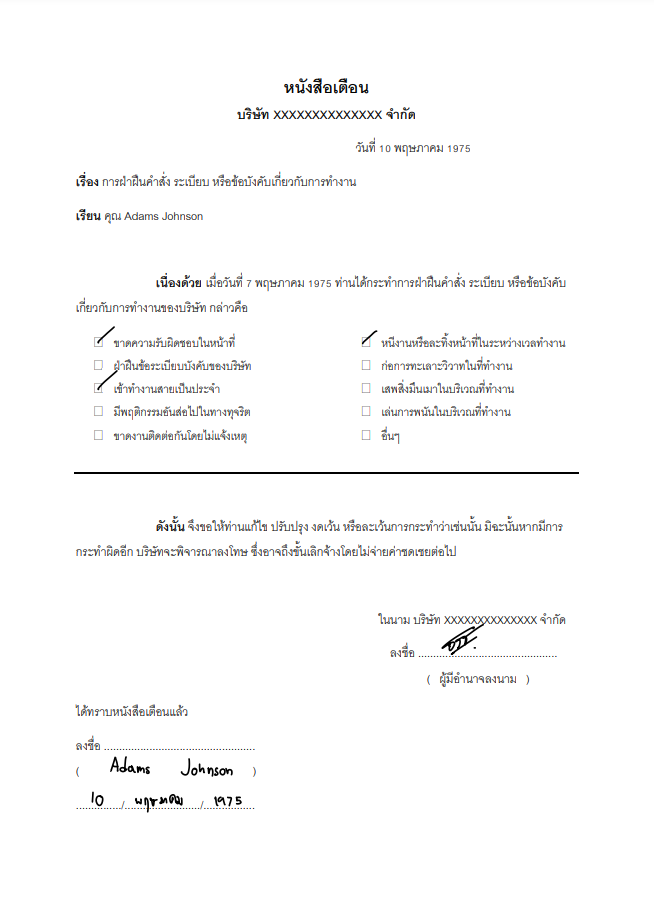 หนังสือเตือน
บริษัท XXXXXXXXXXXXXX จำกัด
วันที่ 10 พฤษภาคม 1975
เรื่อง การฝ่าฝืนคำสั่ง ระเบียบ หรือข้อบังคับเกี่ยวกับการทำงาน
เรียน คุณ Adams Johnson
เนื่องด้วย เมื่อวันที่ 7 พฤษภาคม 1975 ท่านได้กระทำการฝ่าฝืนคำสั่ง ระเบียบ หรือข้อบังคับ
เกี่ยวกับการทำงานของบริษัท กล่าวคือ
ขาดความรับผิดชอบในหน้าที่
หนีงานหรือละทิ้งหน้าที่ในระหว่างเวลทำงาน
ฝ่าฝืนข้อระเบียบบังคับของบริษัท
ก่อการทะเลาะวิวาทในที่ทำงาน
เข้าทำงานสายเป็นประจำ
เสพสิ่งมึนเมาในบริเวณที่ทำงาน
มีพฤติกรรมอันส่อไปในทางทุจริต
เล่นการพนันในบริเวณที่ทำงาน
ขาดงานติดต่อกันโดยไม่แจ้งเหตุ
อื่นๆ
ดังนั้น จึงขอให้ท่านแก้ไข ปรับปรุง งดเว้น หรือละเว้นการกระทำว่าเช่นนั้น มิฉะนั้นหากมีการ
กระทำผิดอีก บริษัทจะพิจารณาลงโทษ ซึ่งอาจถึงขั้นเลิกจ้างโดยไม่จ่ายค่าชดเชยต่อไป
ในนาม บริษัท XXXXXXXXXXXXXX จำกัด
ลงชื่อ ..............................................
( ผู้มีอำนาจลงนาม )
ได้ทราบหนังสือเตือนแล้ว
ลงชื่อ ..................................................
( Adams Johnson )
10 / พฤษภาคม / 1975